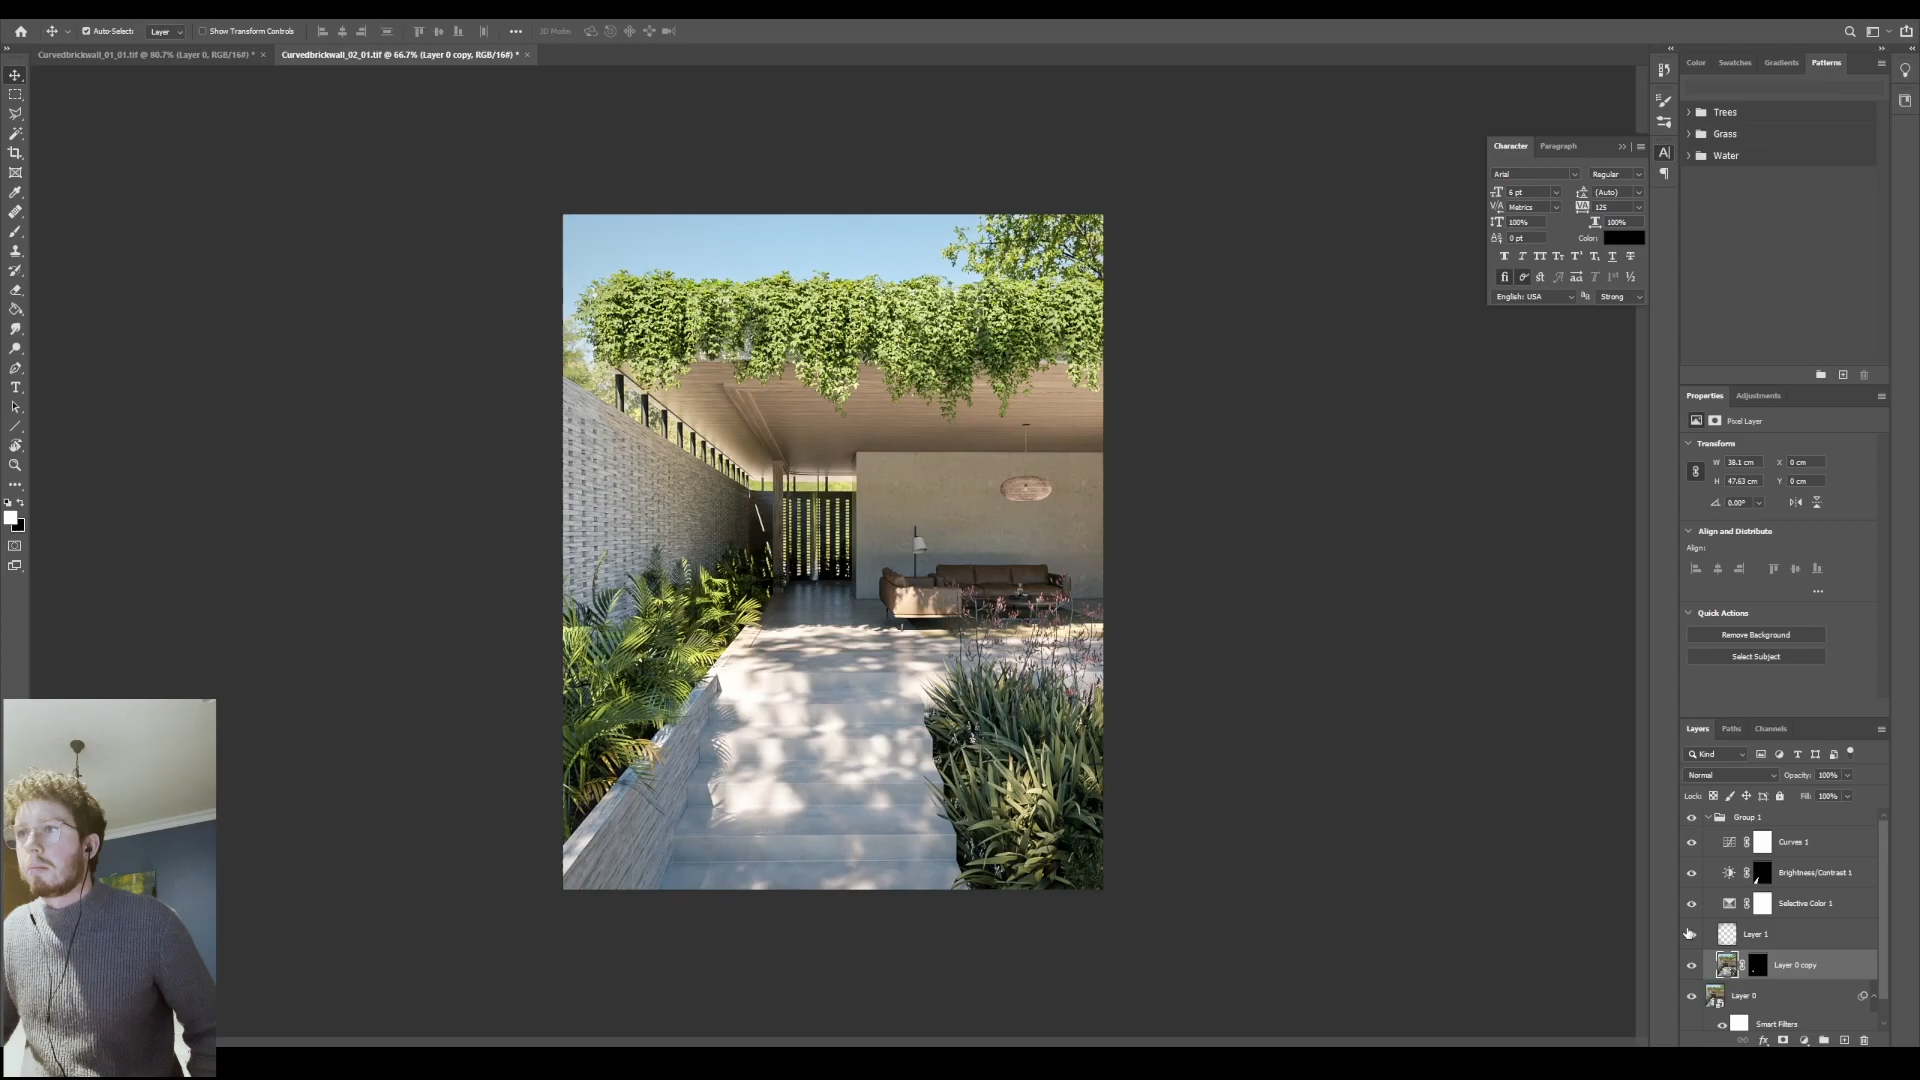 Auto-Select: Layer Show Transform Controls 3D Mode:
Curvedbrickwall_01_01.tif @ 80.7% (Layer 0, RGB/16#) * × Curvedbrickwall_02_01.tif @ 66.7% (Layer 0 copy, RGB/16#) * ×
Color Swatches Gradients Patterns
Trees
Grass
Water
Character Paragraph
Arial Regular
6 pt (Auto)
Metrics 125
100% 100%
0 pt Color:
English: USA Strong
Properties Adjustments
Pixel Layer
Transform
W 38.1 cm X 0 cm
H 47.63 cm Y 0 cm
0.00°
Align and Distribute
Align:
Quick Actions
Remove Background
Select Subject
Layers Paths Channels
Kind
Normal Opacity: 100%
Lock: Fill: 100%
Group 1
Curves 1
Brightness/Contrast 1
Selective Color 1
Layer 1
Layer 0 copy
Layer 0
Smart Filters